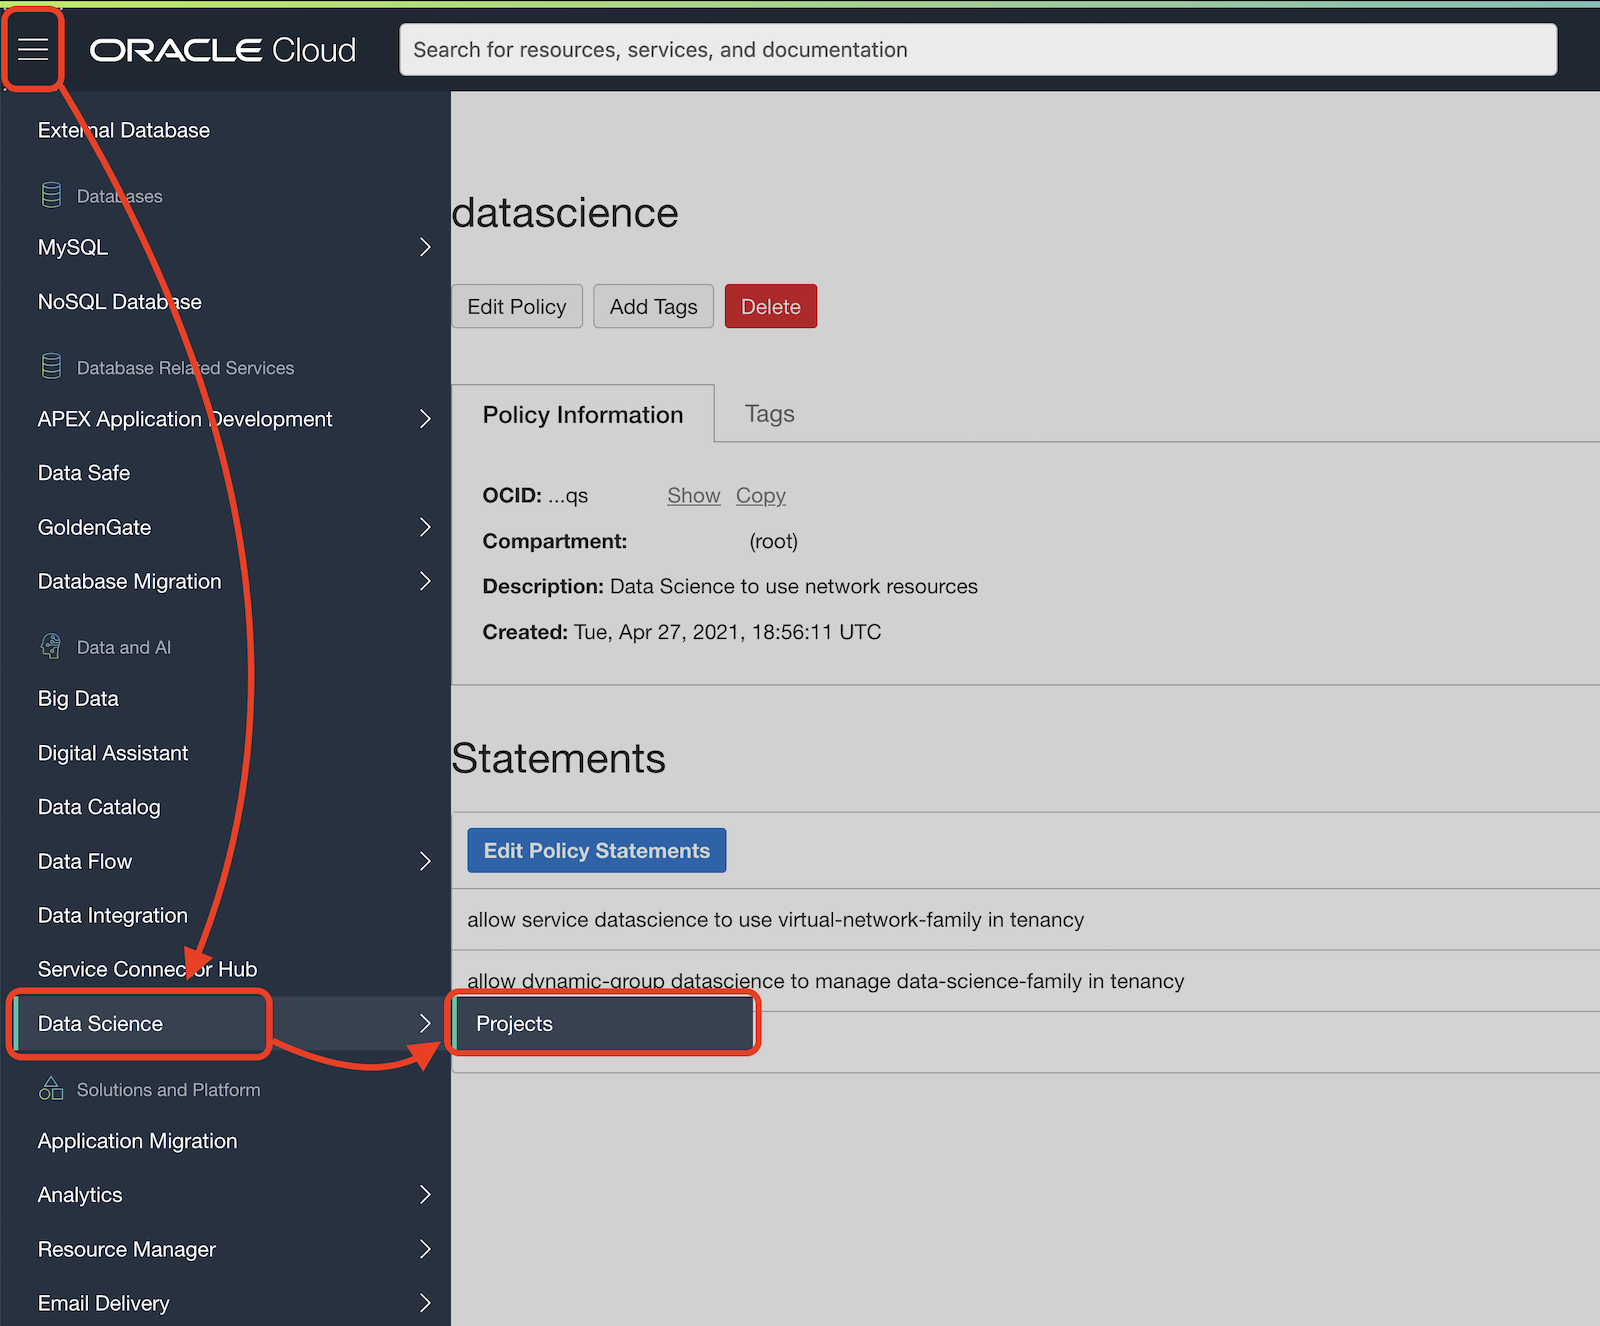 ORACLE Cloud
Search for resources, services, and documentation
External Database
Databases
MySQL
NoSQL Database
Database Related Services
APEX Application Development
Data Safe
GoldenGate
Database Migration
Data and AI
Big Data
Digital Assistant
Data Catalog
Data Flow
Data Integration
Service Connector Hub
Data Science
Projects
Solutions and Platform
Application Migration
Analytics
Resource Manager
Email Delivery
datascience
Edit Policy Add Tags Delete
Policy Information Tags
OCID: ...qs Show Copy
Compartment: (root)
Description: Data Science to use network resources
Created: Tue, Apr 27, 2021, 18:56:11 UTC
Statements
Edit Policy Statements
allow service datascience to use virtual-network-family in tenancy
allow dynamic-group datascience to manage data-science-family in tenancy